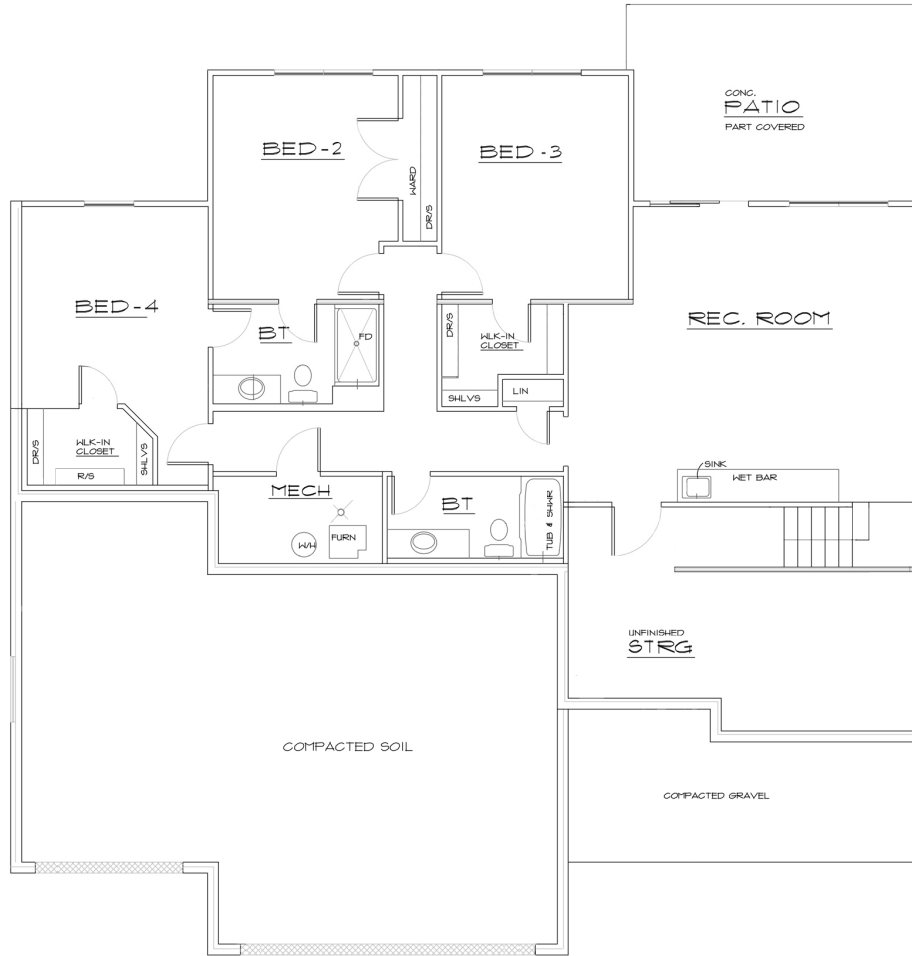 CONC.
PATIO
PART COVERED
BED-2
BED-3
WARD
DR/S
BED-4
BT
FD
DR/S
WLK-IN
CLOSET
REC. ROOM
SHLVS
LIN
DR/S
WLK-IN
CLOSET
R/S
SHLVS
MECH
W/H
FURN
BT
TUB & SHWR
SINK
WET BAR
UNFINISHED
STRG
COMPACTED SOIL
COMPACTED GRAVEL